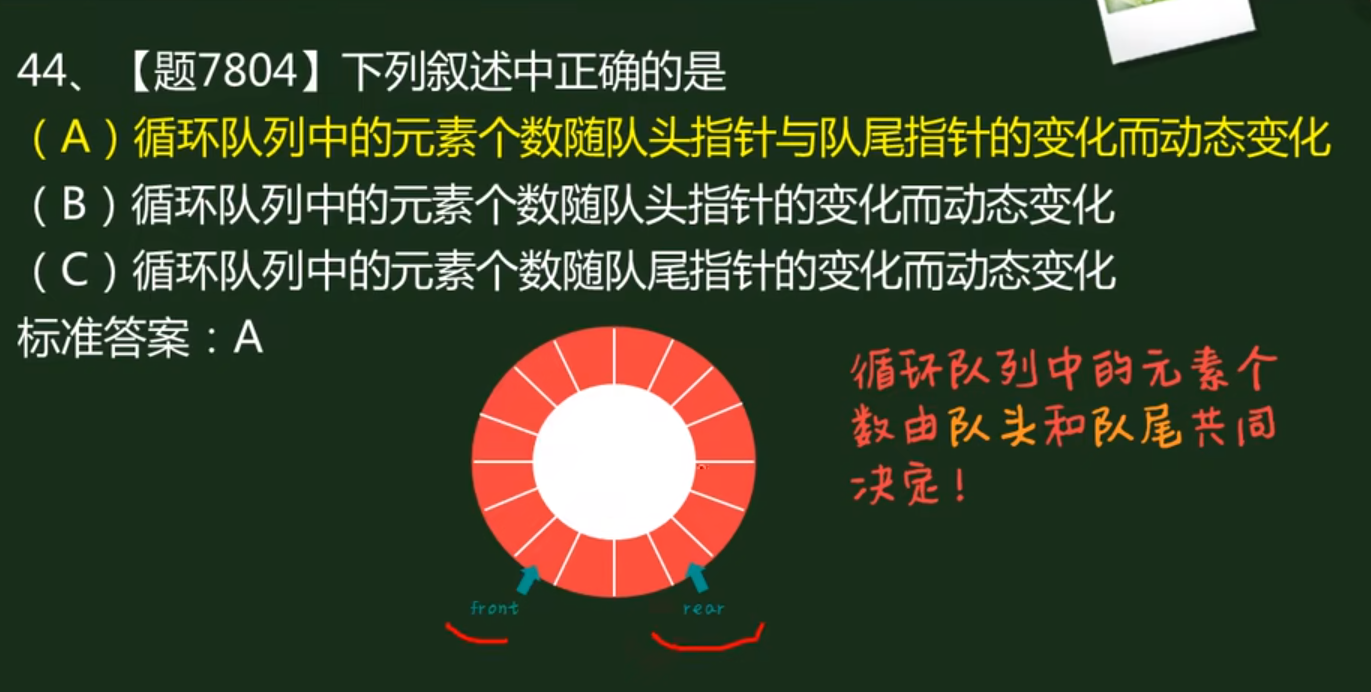 44、【题7804】下列叙述中正确的是
（A）循环队列中的元素个数随队头指针与队尾指针的变化而动态变化
（B）循环队列中的元素个数随队头指针的变化而动态变化
（C）循环队列中的元素个数随队尾指针的变化而动态变化
标准答案：A
循环队列中的元素个
数由队头和队尾共同
决定！
front
rear